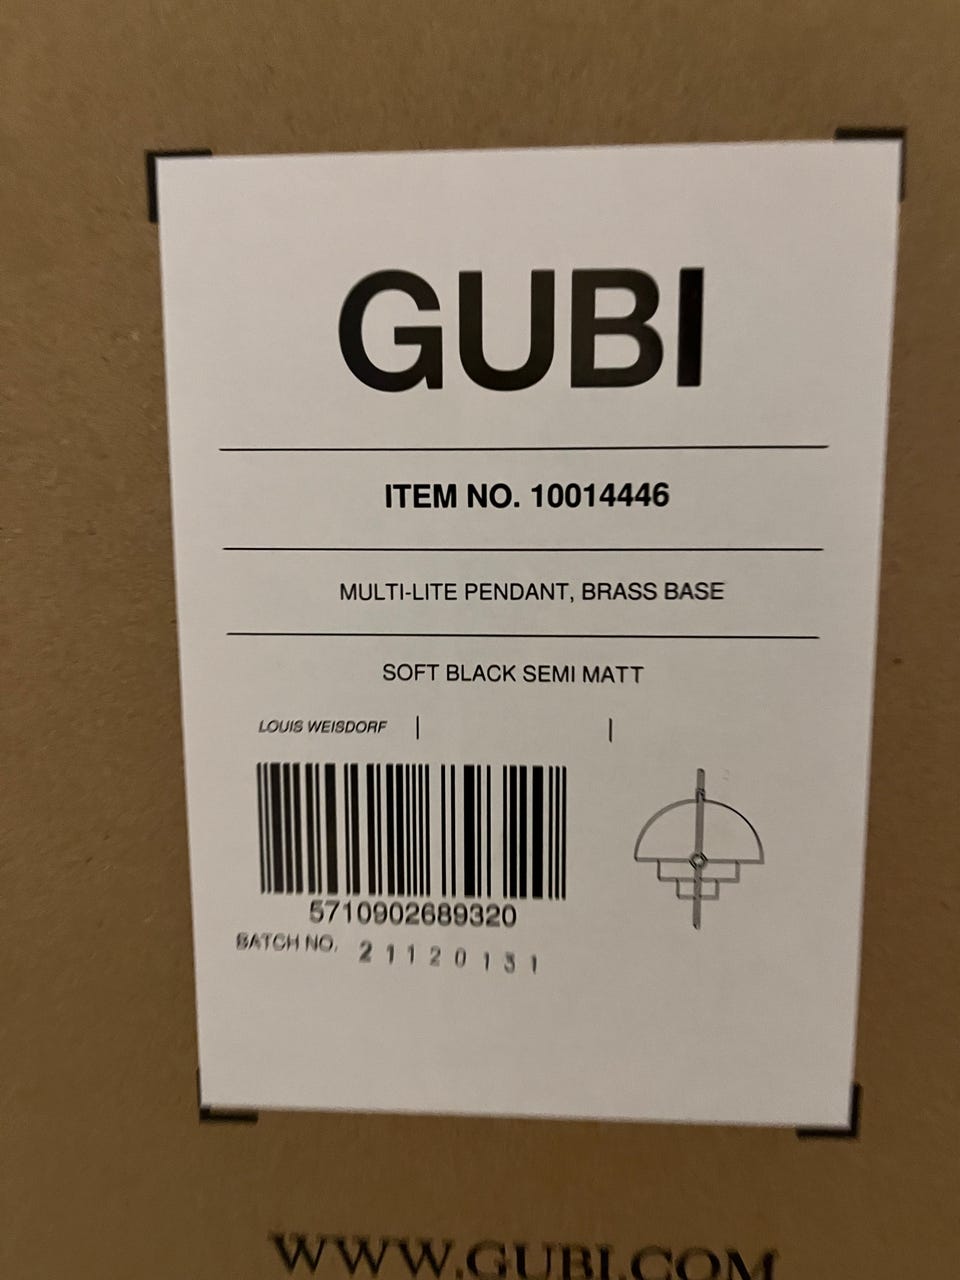 GUBI
ITEM NO. 10014446
MULTI-LITE PENDANT, BRASS BASE
SOFT BLACK SEMI MATT
LOUIS WEISDORF
5710902689320
BATCH NO. 21120131
WWW.GUBI.COM